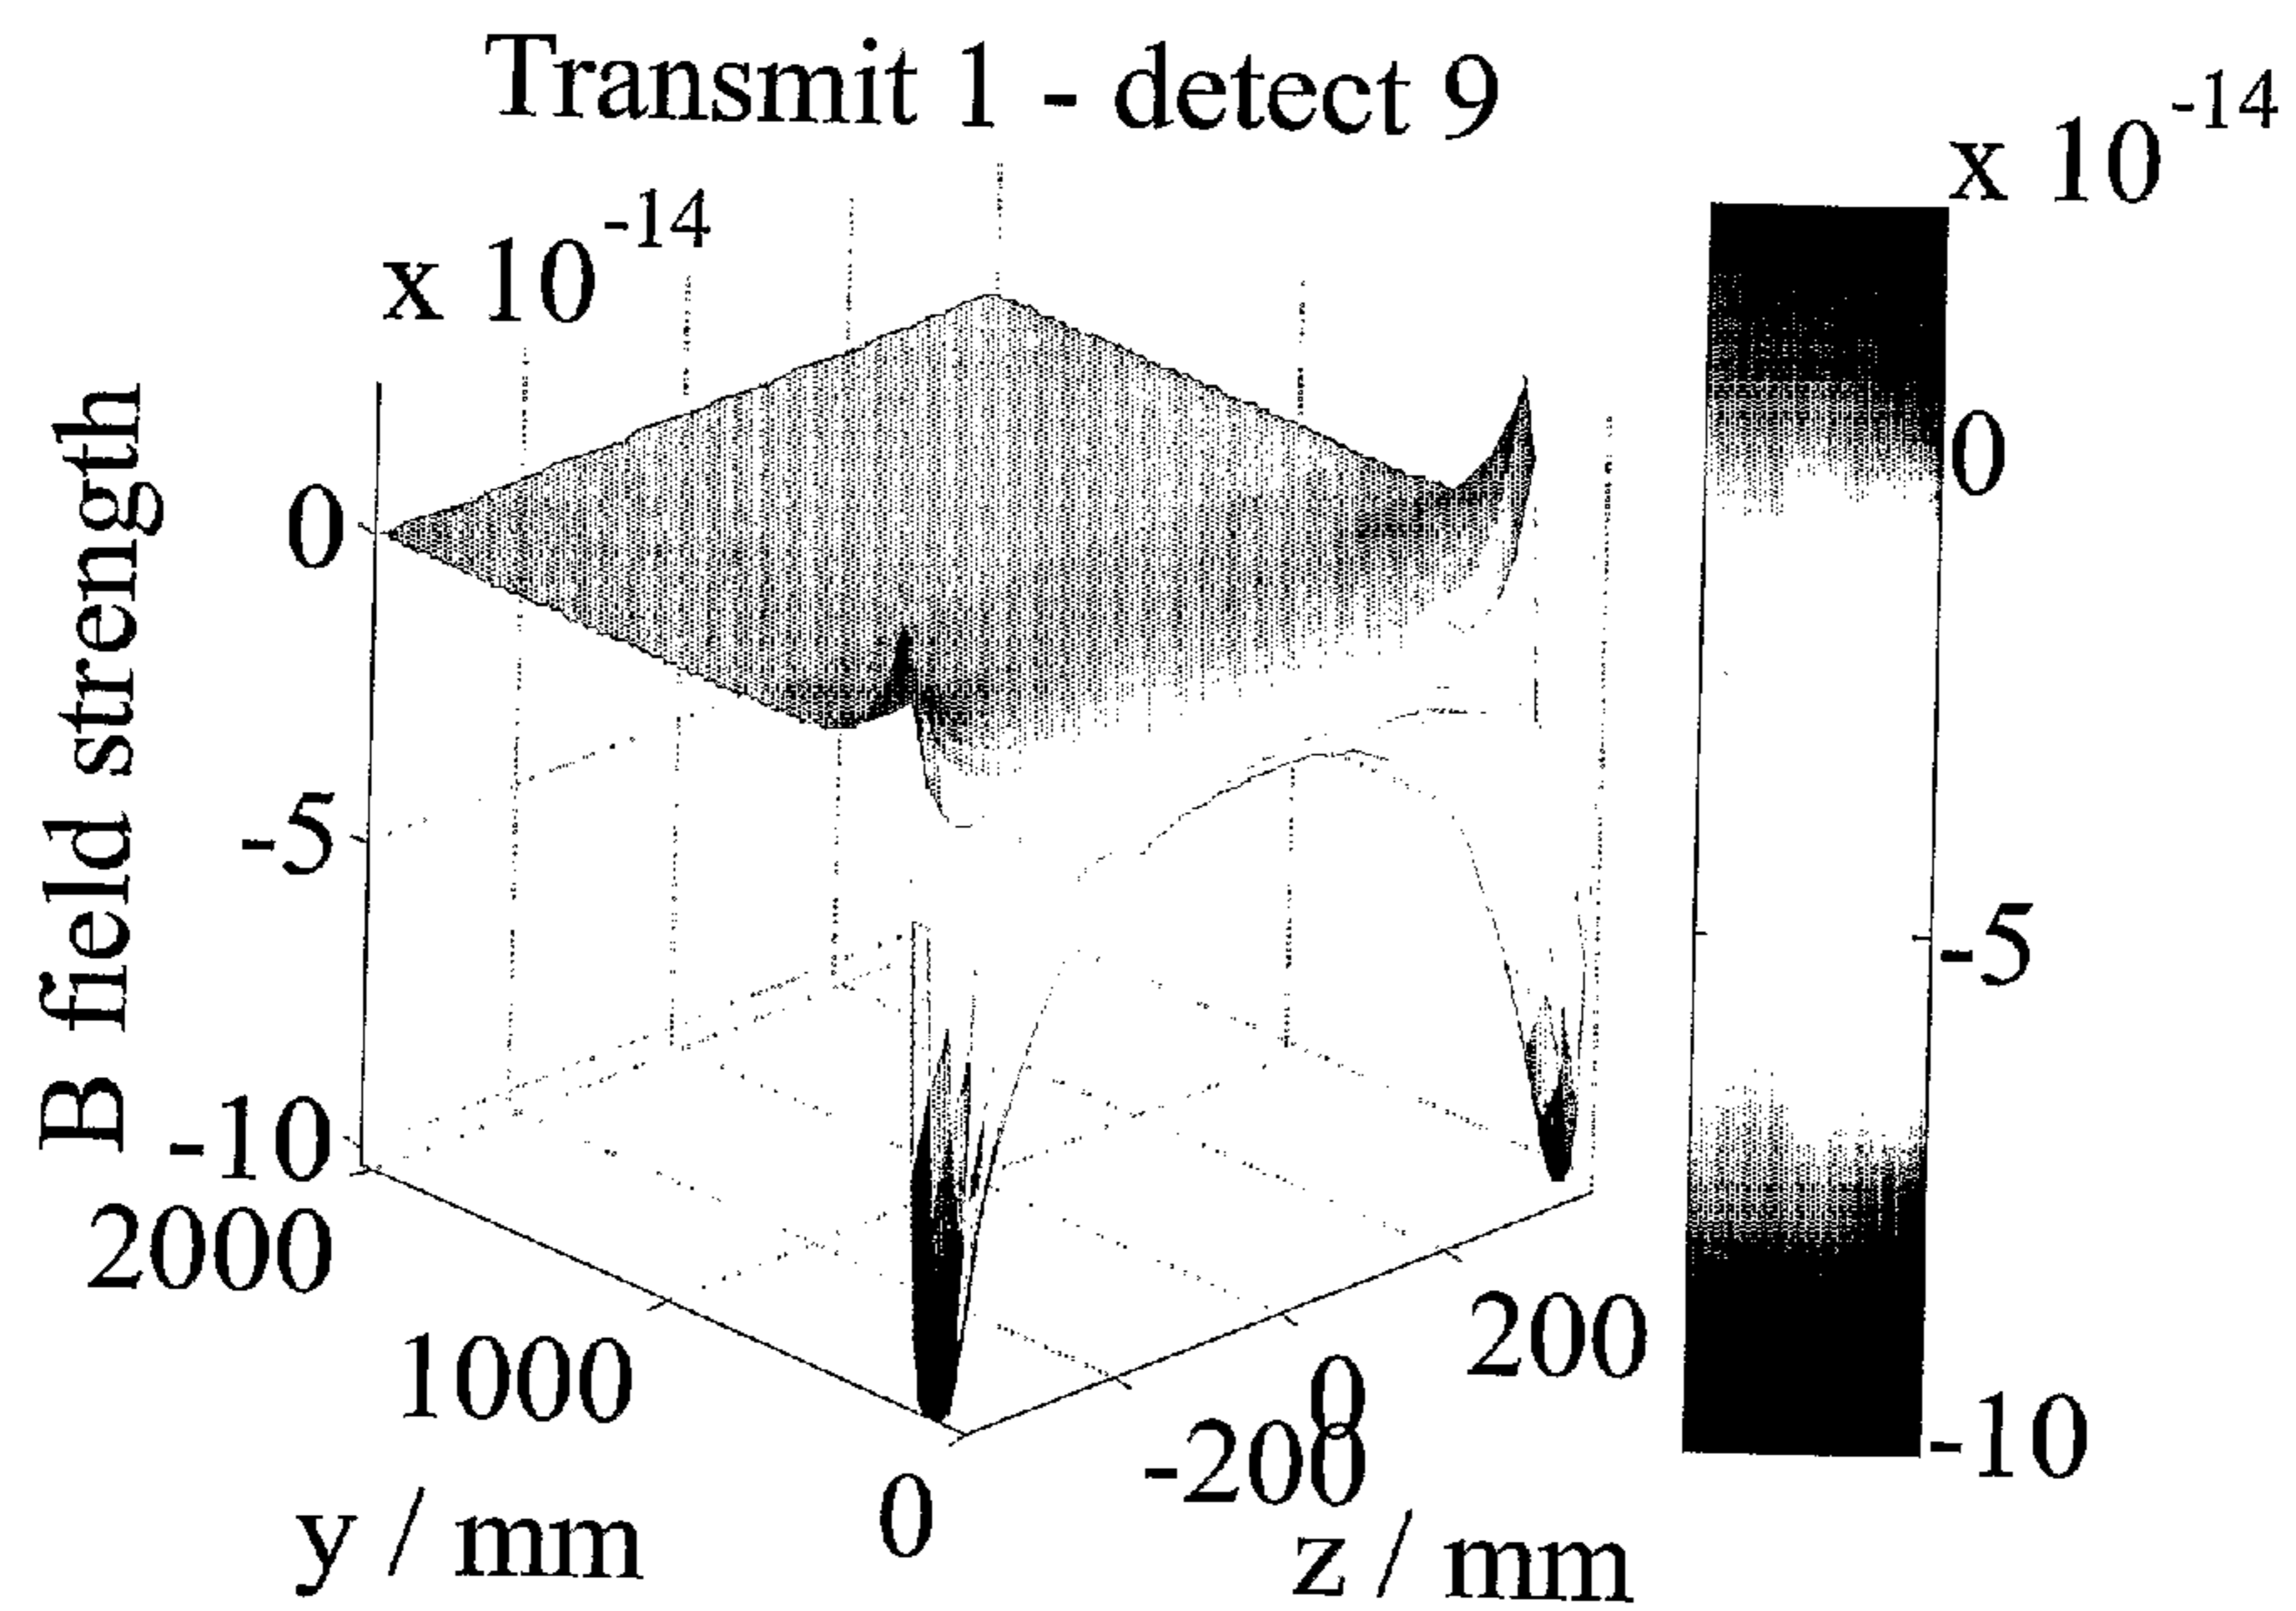 Transmit 1 - detect 9
x 10^-14
x 10^-14
B field strength
0
-5
-10
2000
1000
0
y / mm
-200
0
200
z / mm
0
-5
-10